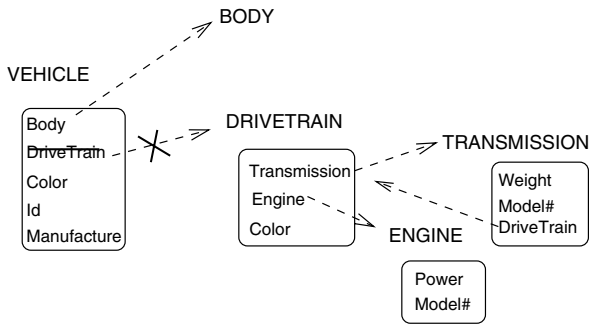 BODY
VEHICLE
Body
DriveTrain
Color
Id
Manufacture
DRIVETRAIN
Transmission
Engine
Color
TRANSMISSION
Weight
Model#
DriveTrain
ENGINE
Power
Model#